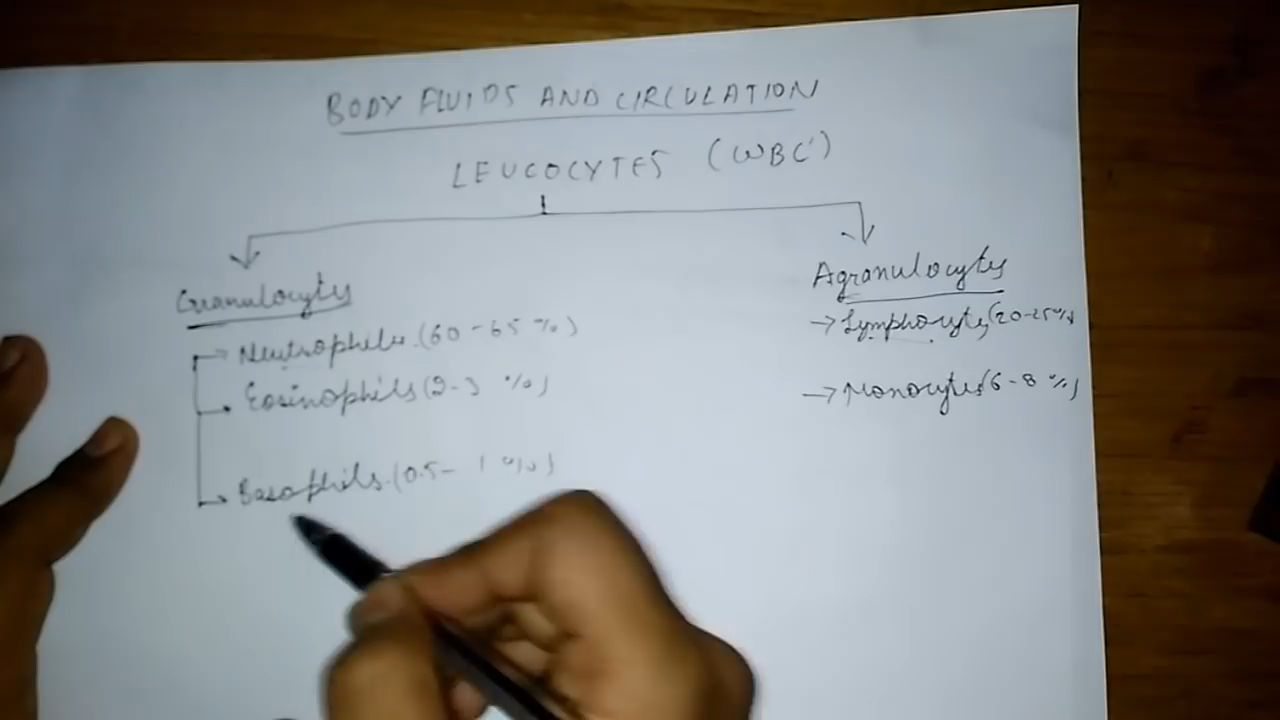 BODY FLUIDS AND CIRCULATION
LEUCOCYTES (WBC)
Granulocytes
Neutrophils (60-65%)
Eosinophils (2-3 %)
Basophils (0.5-1 %)
Agranulocytes
Lymphocytes (20-25%)
Monocytes (6-8 %)